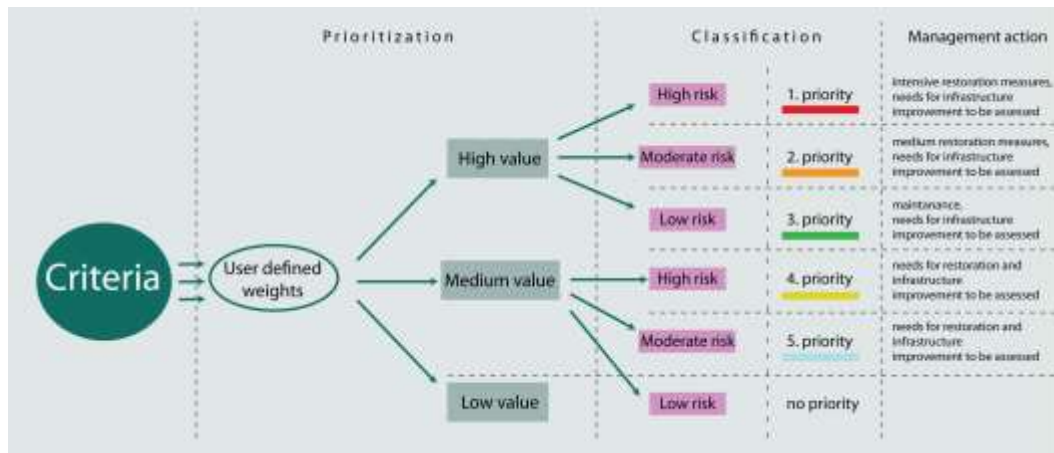 Prioritization
Classification
Management action
Criteria
User defined
weights
High value
Medium value
Low value
High risk
1. priority
intensive restoration measures,
needs for infrastructure
improvement to be assessed
Moderate risk
2. priority
medium restoration measures,
needs for infrastructure
improvement to be assessed
Low risk
3. priority
maintanance,
needs for infrastructure
improvement to be assessed
High risk
4. priority
needs for restoration and
infrastructure
improvement to be assessed
Moderate risk
5. priority
needs for restoration and
infrastructure
improvement to be assessed
Low risk
no priority